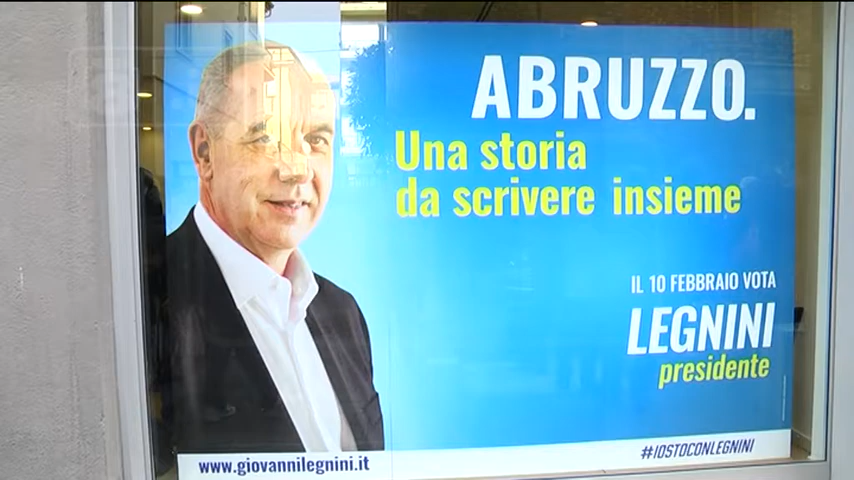 ABRUZZO.
Una storia
da scrivere insieme
IL 10 FEBBRAIO VOTA
LEGNINI
presidente
www.giovannilegnini.it
#IOSTOCONLEGNINI